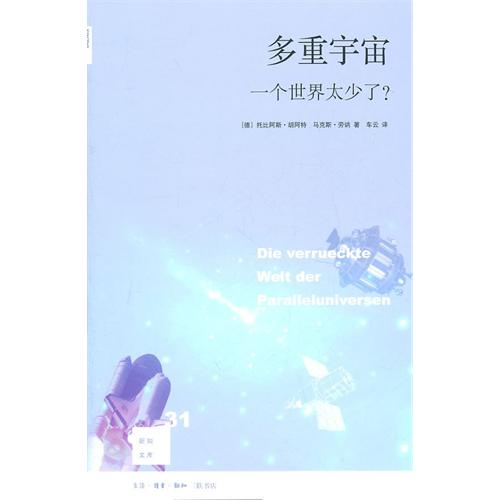 多重宇宙
一个世界太少了?
[德] 托比阿斯·胡阿特 马克斯·劳讷 著 车云 译
Die verrueckte
Welt der
Paralleluniversen
31
新知
文库
生活·读书·新知 三联书店